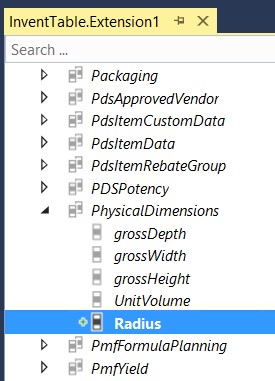 InventTable.Extension1
Search ...
Packaging
PdsApprovedVendor
PdsItemCustomData
PdsItemData
PdsItemRebateGroup
PDSPotency
PhysicalDimensions
grossDepth
grossWidth
grossHeight
UnitVolume
Radius
PmfFormulaPlanning
PmfYield